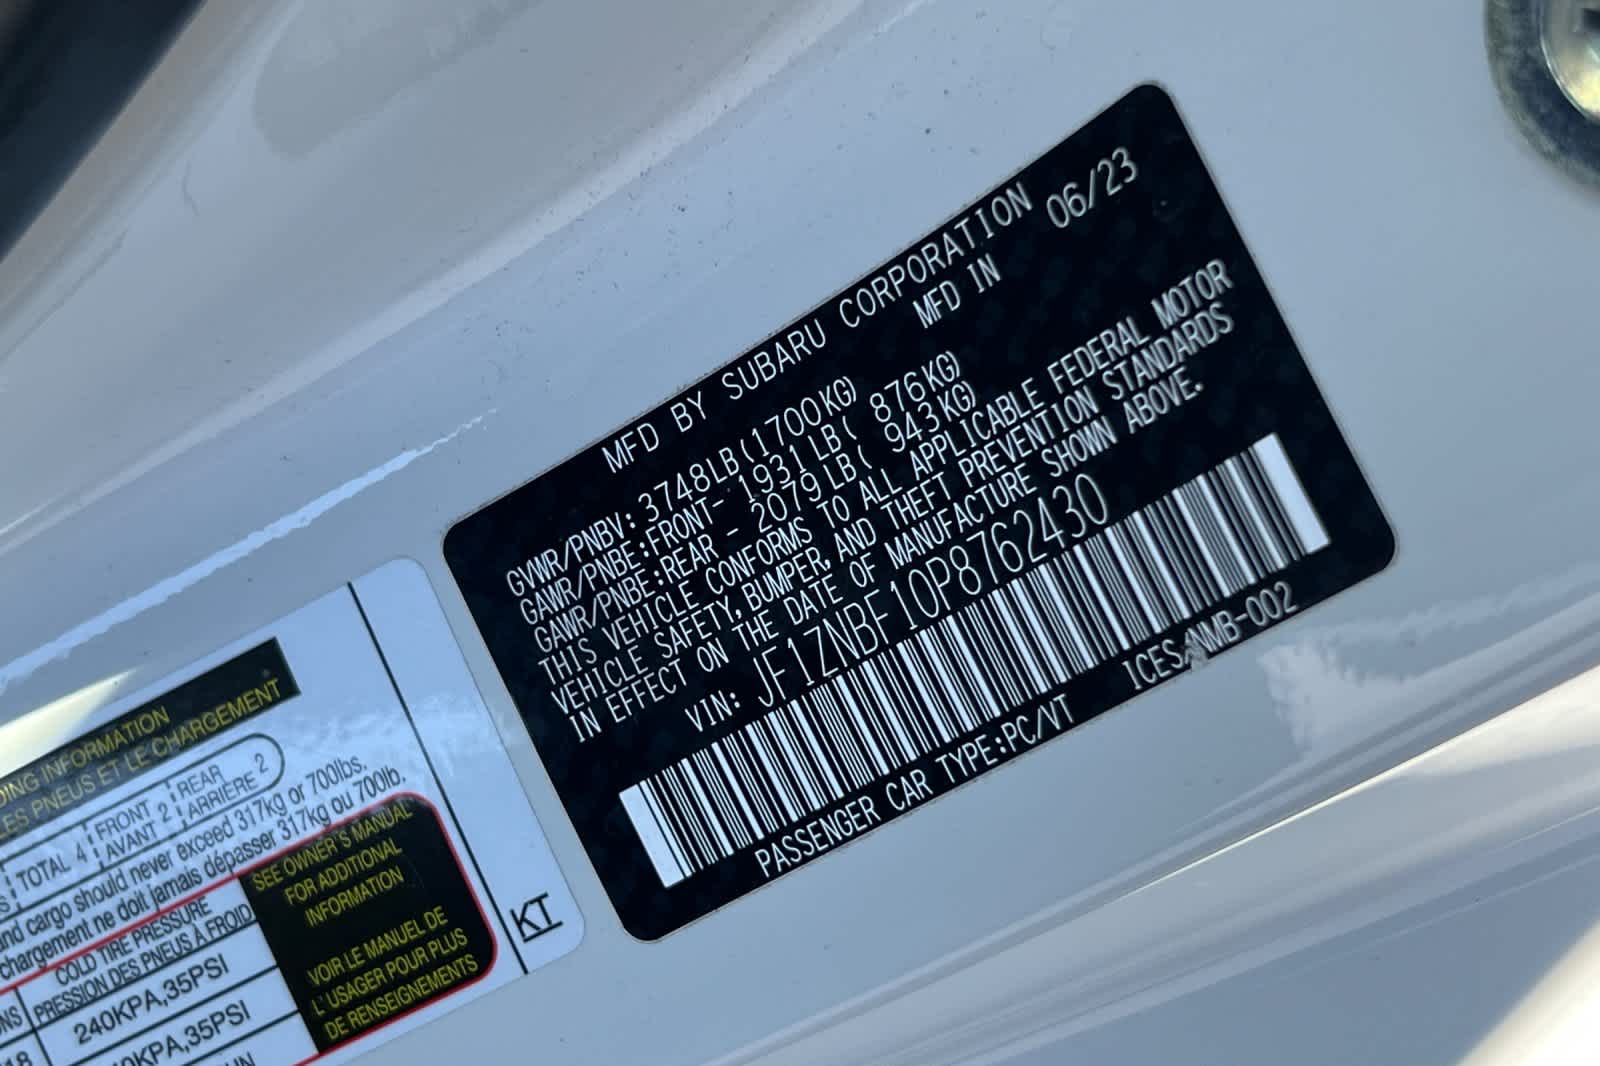 MFD BY SUBARU CORPORATION
MFD IN 06/23
GVWR/PNBV: 3748LB(1700KG)
GAWR/PNBE:FRONT- 1931LB( 876KG)
GAWR/PNBE:REAR - 2079LB( 943KG)
THIS VEHICLE CONFORMS TO ALL APPLICABLE FEDERAL MOTOR
VEHICLE SAFETY,BUMPER, AND THEFT PREVENTION STANDARDS
IN EFFECT ON THE DATE OF MANUFACTURE SHOWN ABOVE.
VIN: JF1ZNBF10P8762430
PASSENGER CAR TYPE:PC/VT ICES/NMB-002
INFORMATION
LES PNEUS ET LE CHARGEMENT
TOTAL 4 FRONT 2 REAR 2
AVANT ARRIÈRE
and cargo should never exceed 317kg or 700lbs.
chargement ne doit jamais dépasser 317kg ou 700lb.
COLD TIRE PRESSURE
PRESSION DES PNEUS À FROID
240KPA,35PSI
35PSI
SEE OWNER'S MANUAL
FOR ADDITIONAL
INFORMATION
VOIR LE MANUEL DE
L'USAGER POUR PLUS
DE RENSEIGNEMENTS
KT